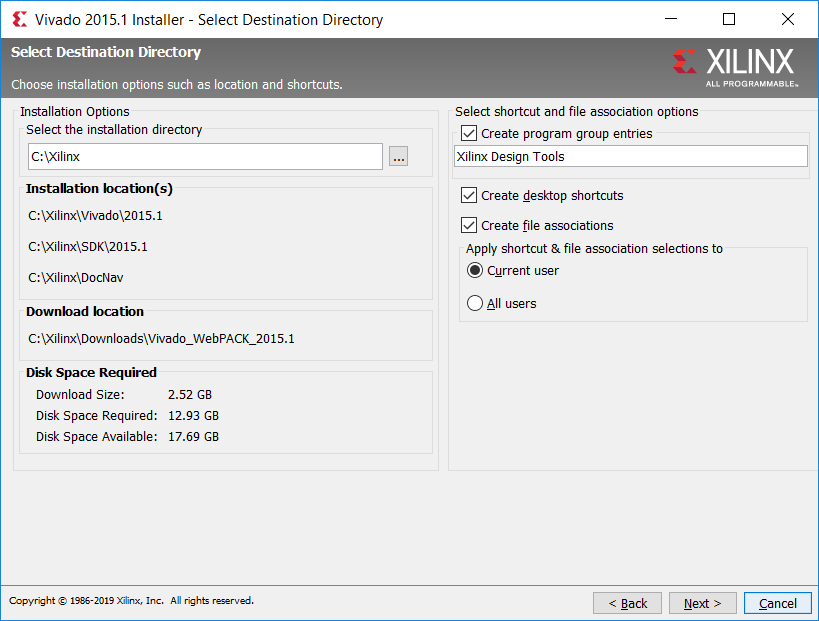 Vivado 2015.1 Installer - Select Destination Directory
Select Destination Directory
Choose installation options such as location and shortcuts.
XILINX
ALL PROGRAMMABLE™
Installation Options
Select the installation directory
C:\Xilinx
...
Installation location(s)
C:\Xilinx\Vivado\2015.1
C:\Xilinx\SDK\2015.1
C:\Xilinx\DocNav
Download location
C:\Xilinx\Downloads\Vivado_WebPACK_2015.1
Disk Space Required
Download Size: 2.52 GB
Disk Space Required: 12.93 GB
Disk Space Available: 17.69 GB
Select shortcut and file association options
Create program group entries
Xilinx Design Tools
Create desktop shortcuts
Create file associations
Apply shortcut & file association selections to
Current user
All users
Copyright © 1986-2019 Xilinx, Inc. All rights reserved.
< Back
Next >
Cancel